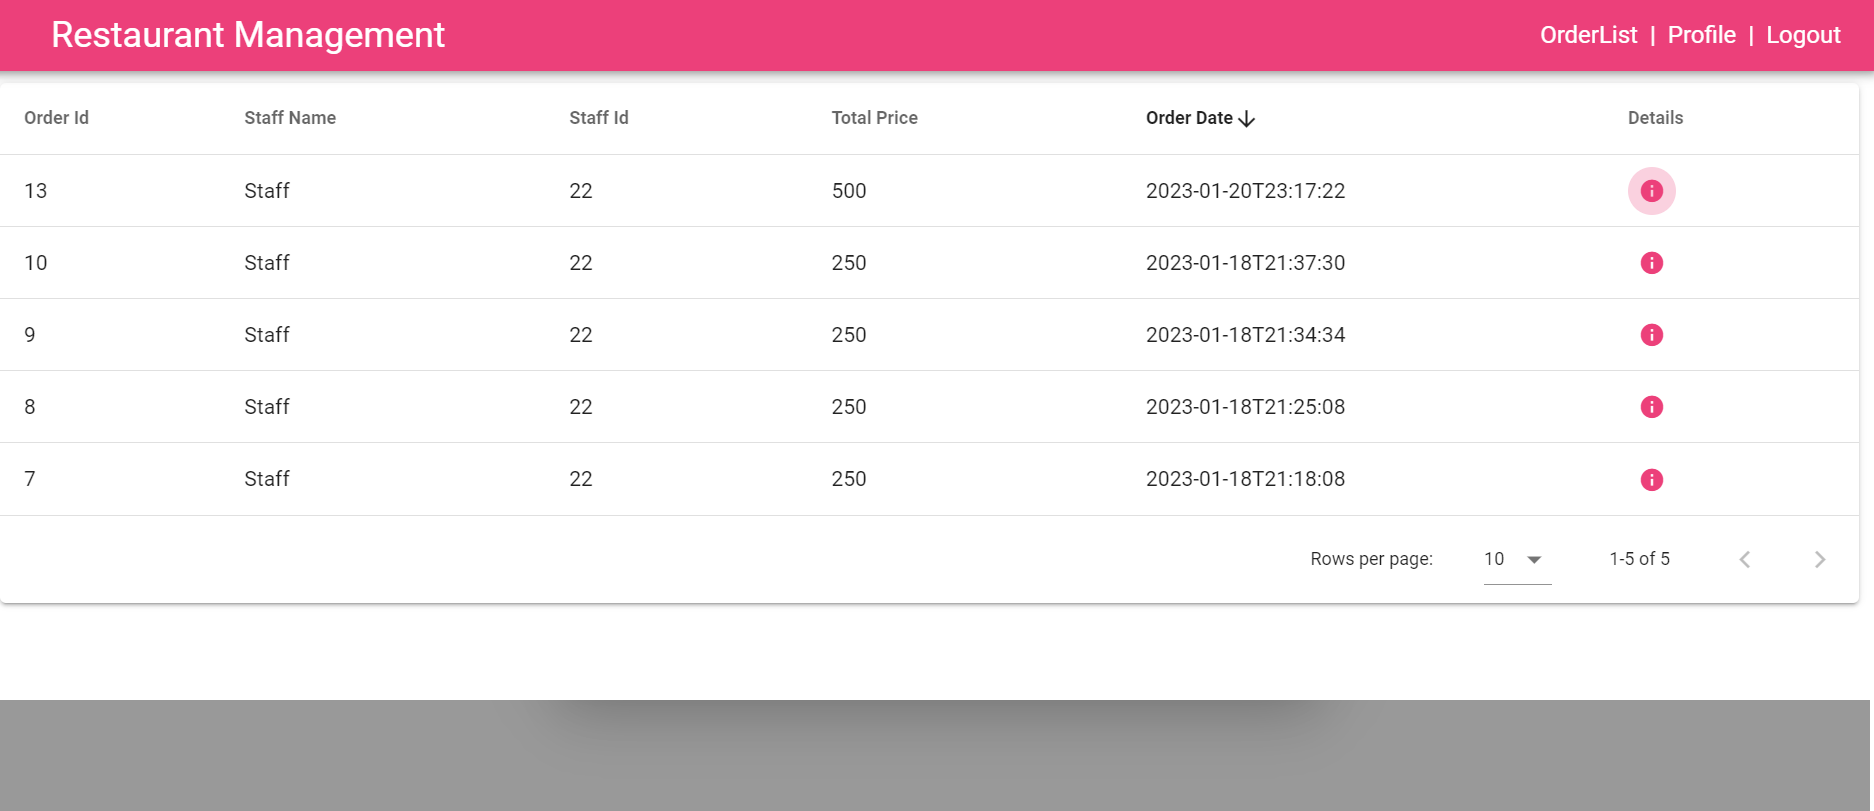 Restaurant Management OrderList | Profile | Logout
Order Id Staff Name Staff Id Total Price Order Date Details
13 Staff 22 500 2023-01-20T23:17:22
10 Staff 22 250 2023-01-18T21:37:30
9 Staff 22 250 2023-01-18T21:34:34
8 Staff 22 250 2023-01-18T21:25:08
7 Staff 22 250 2023-01-18T21:18:08
Rows per page: 10 1-5 of 5